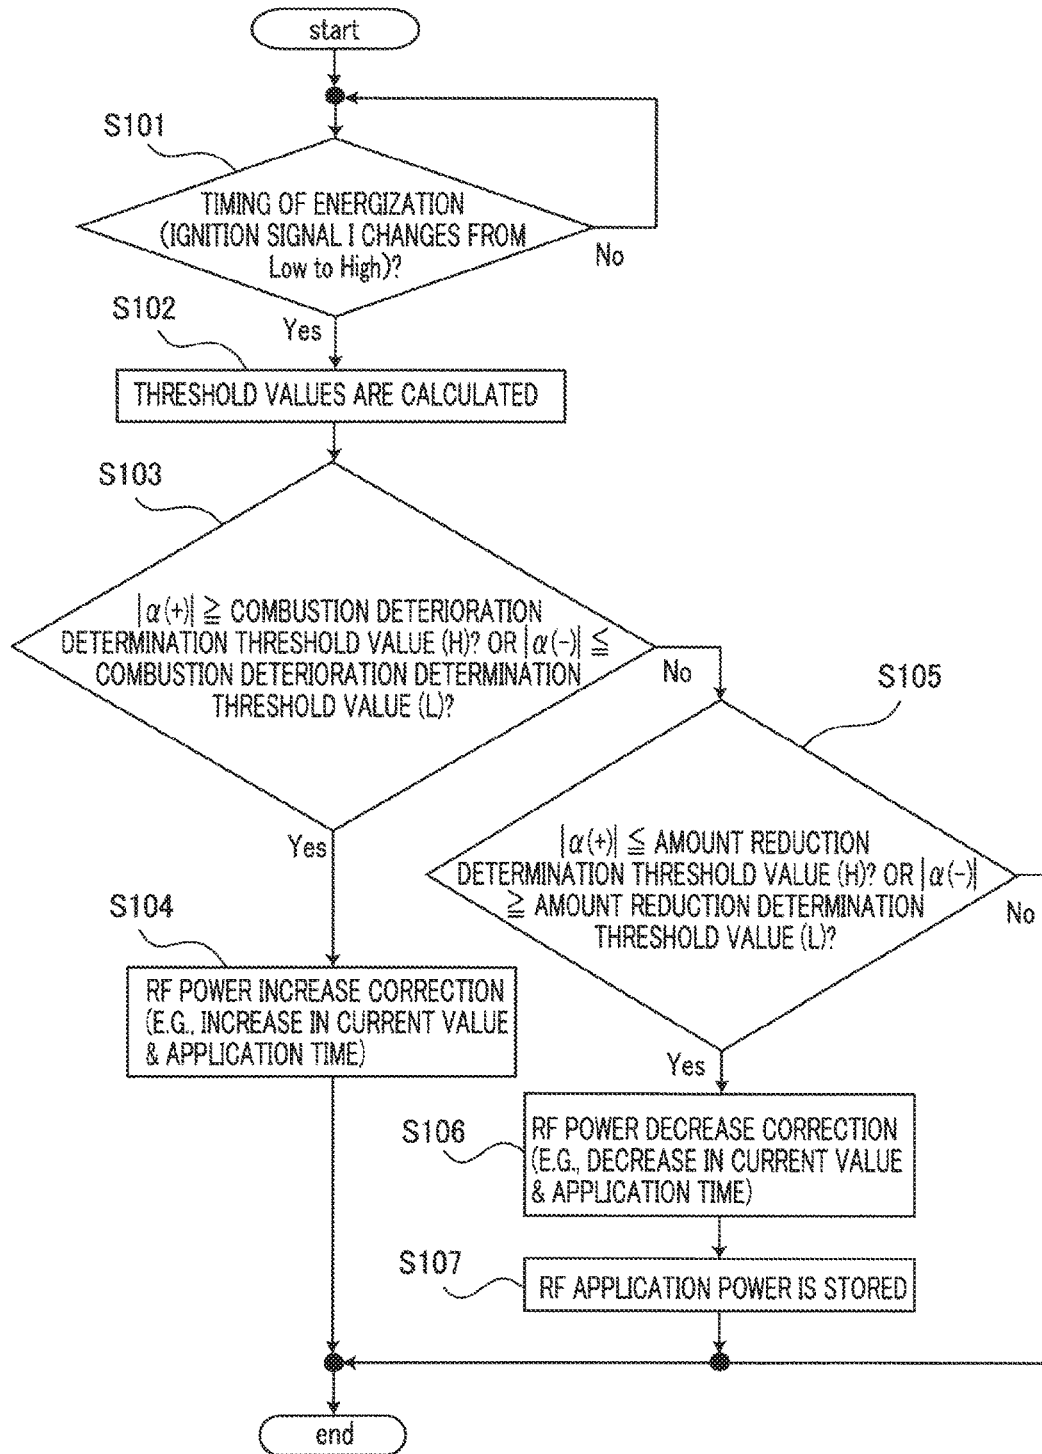 start
S101
TIMING OF ENERGIZATION
(IGNITION SIGNAL I CHANGES FROM
Low to High)?
No
S102
Yes
THRESHOLD VALUES ARE CALCULATED
S103
|α(+)| ≧ COMBUSTION DETERIORATION
DETERMINATION THRESHOLD VALUE (H)? OR |α(-)| ≦
COMBUSTION DETERIORATION DETERMINATION
THRESHOLD VALUE (L)?
No
S105
Yes
|α(+)| ≦ AMOUNT REDUCTION
DETERMINATION THRESHOLD VALUE (H)? OR |α(-)|
≧ AMOUNT REDUCTION DETERMINATION
THRESHOLD VALUE (L)?
No
S104
RF POWER INCREASE CORRECTION
(E.G., INCREASE IN CURRENT VALUE
& APPLICATION TIME)
Yes
S106
RF POWER DECREASE CORRECTION
(E.G., DECREASE IN CURRENT VALUE
& APPLICATION TIME)
S107
RF APPLICATION POWER IS STORED
end